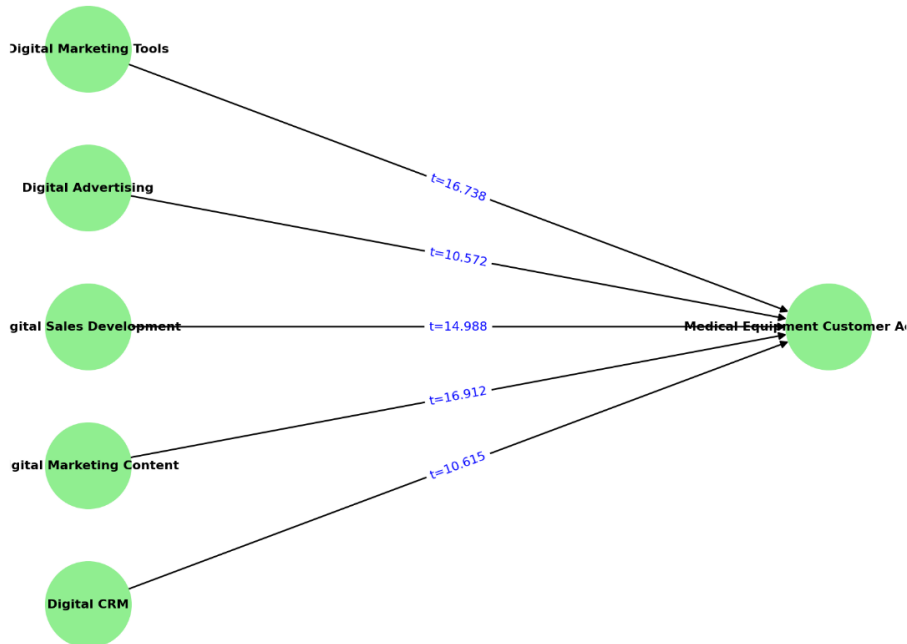 Digital Marketing Tools
t=16.738
Digital Advertising
t=10.572
gital Sales Development
t=14.988
Medical Equipment Customer A
t=16.912
gital Marketing Content
t=10.615
Digital CRM